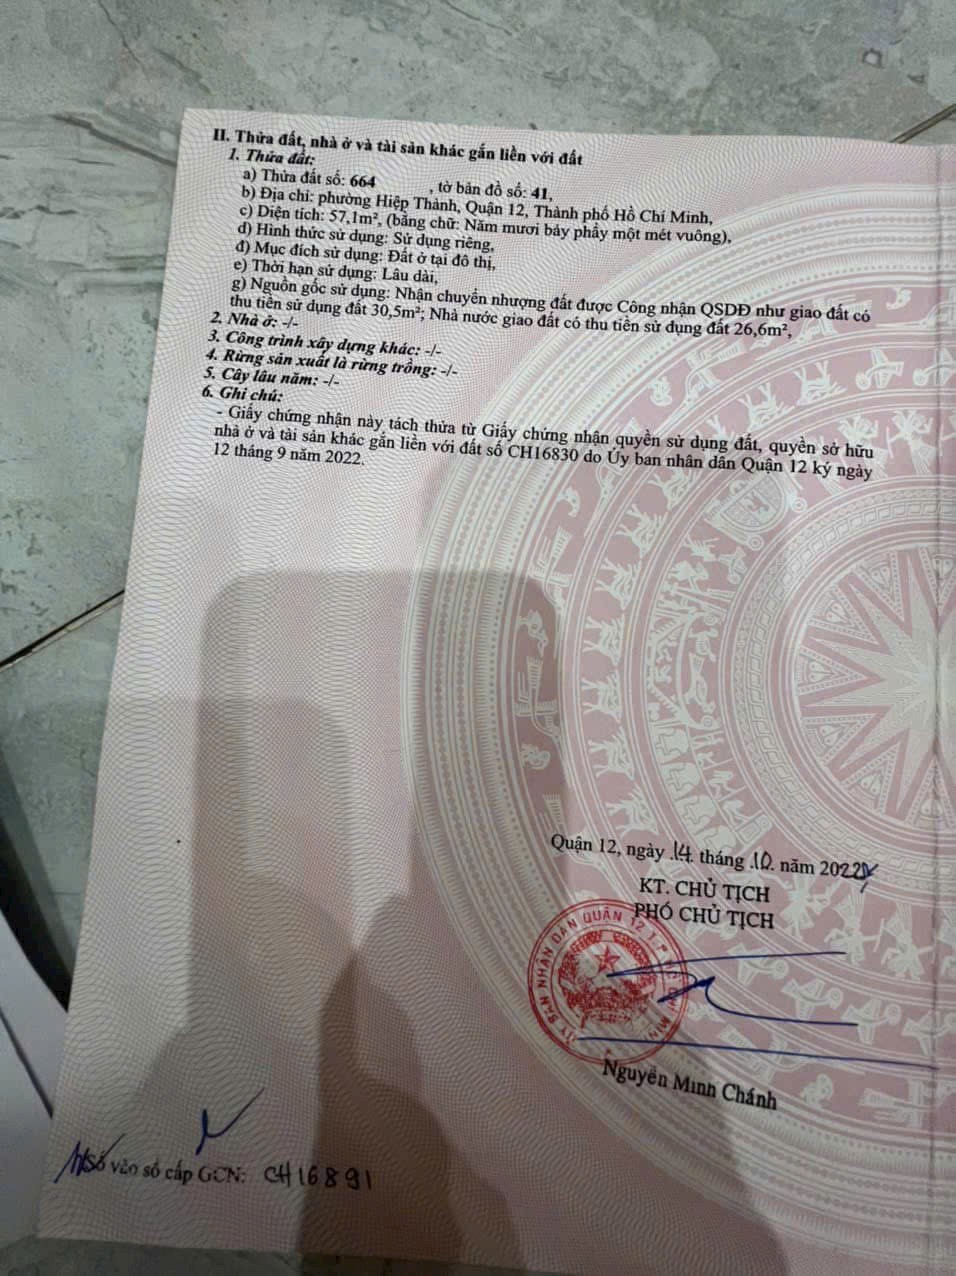 II. Thửa đất, nhà ở và tài sản khác gắn liền với đất
1. Thửa đất:
a) Thửa đất số: 664 , tờ bản đồ số: 41,
b) Địa chỉ: phường Hiệp Thành, Quận 12, Thành phố Hồ Chí Minh,
c) Diện tích: 57,1m², (bằng chữ: Năm mươi bảy phẩy một mét vuông),
d) Hình thức sử dụng: Sử dụng riêng,
đ) Mục đích sử dụng: Đất ở tại đô thị,
e) Thời hạn sử dụng: Lâu dài,
g) Nguồn gốc sử dụng: Nhận chuyển nhượng đất được Công nhận QSDĐ như giao đất có
thu tiền sử dụng đất 30,5m²; Nhà nước giao đất có thu tiền sử dụng đất 26,6m²,
2. Nhà ở: -/-
3. Công trình xây dựng khác: -/-
4. Rừng sản xuất là rừng trồng: -/-
5. Cây lâu năm: -/-
6. Ghi chú:
- Giấy chứng nhận này tách thửa từ Giấy chứng nhận quyền sử dụng đất, quyền sở hữu
nhà ở và tài sản khác gắn liền với đất số CH16830 do Ủy ban nhân dân Quận 12 ký ngày
12 tháng 9 năm 2022.
Quận 12, ngày 14 tháng 10 năm 2022
KT. CHỦ TỊCH
PHÓ CHỦ TỊCH
ỦY BAN NHÂN DÂN QUẬN 12 T.P HỒ CHÍ MINH
Nguyễn Minh Chánh
Số vào sổ cấp GCN: CH16891